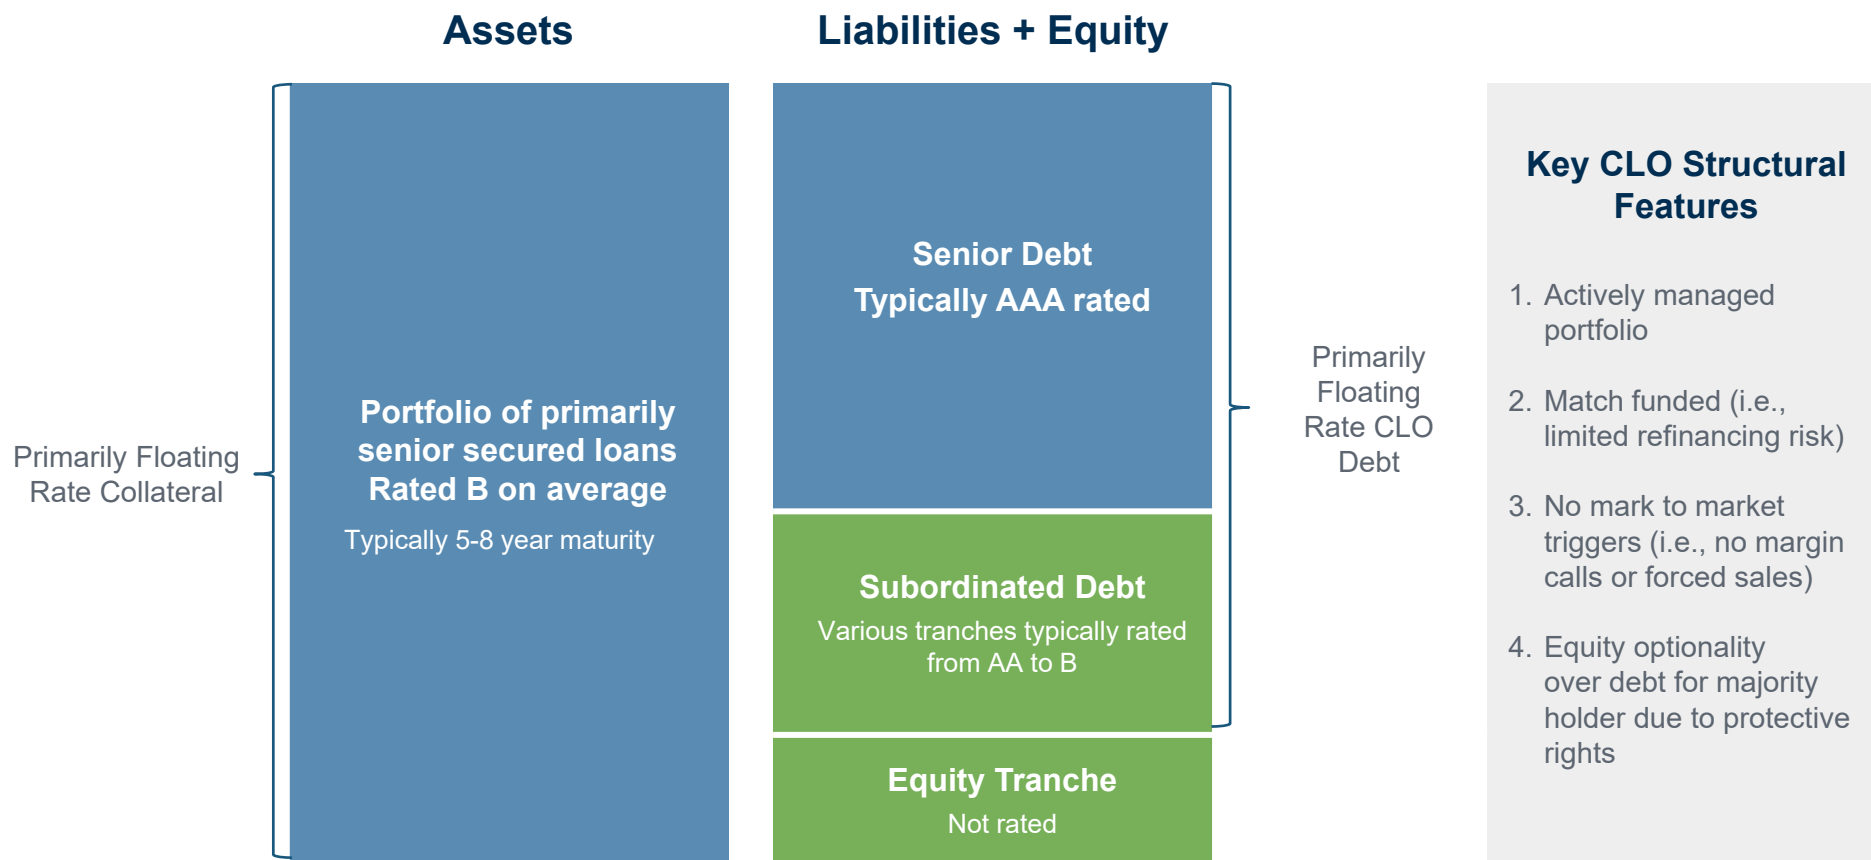 Assets
Liabilities + Equity
Primarily Floating
Rate Collateral
Portfolio of primarily
senior secured loans
Rated B on average
Typically 5-8 year maturity
Senior Debt
Typically AAA rated
Subordinated Debt
Various tranches typically rated
from AA to B
Equity Tranche
Not rated
Primarily
Floating
Rate CLO
Debt
Key CLO Structural
Features
1. Actively managed
portfolio
2. Match funded (i.e.,
limited refinancing risk)
3. No mark to market
triggers (i.e., no margin
calls or forced sales)
4. Equity optionality
over debt for majority
holder due to protective
rights